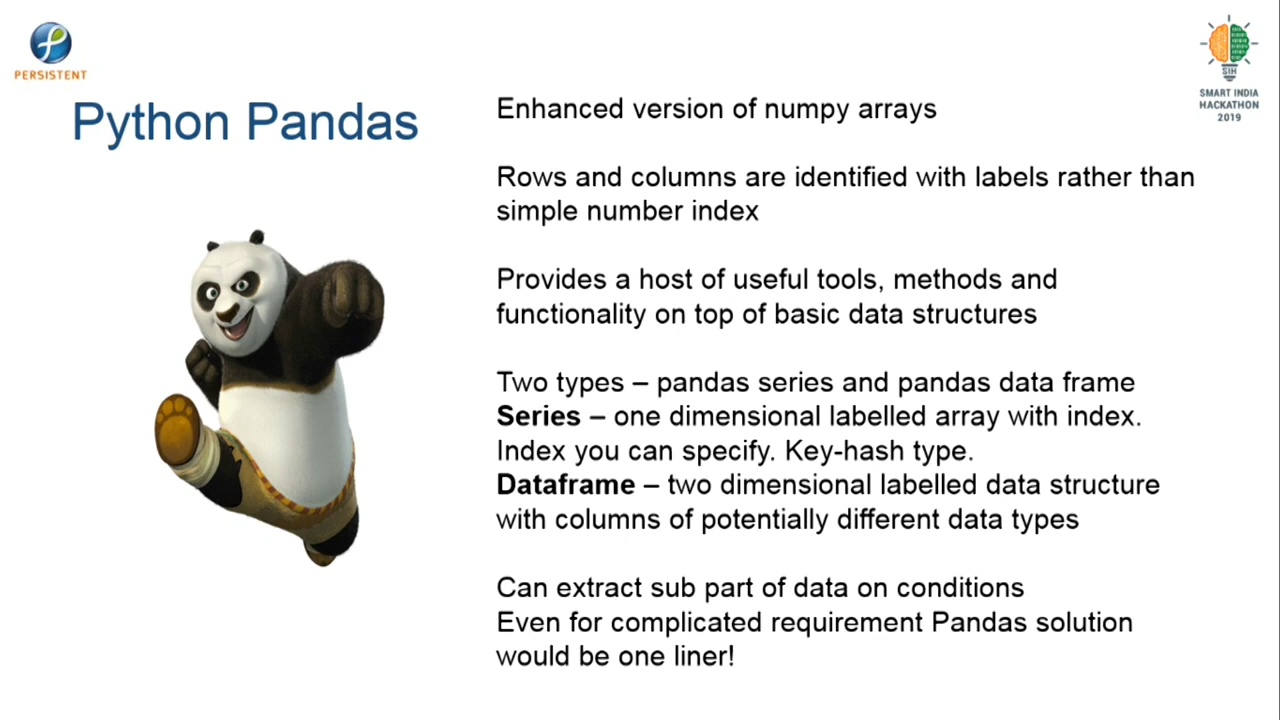 PERSISTENT
SIH
SMART INDIA
HACKATHON
2019
Python Pandas
Enhanced version of numpy arrays
Rows and columns are identified with labels rather than
simple number index
Provides a host of useful tools, methods and
functionality on top of basic data structures
Two types – pandas series and pandas data frame
Series – one dimensional labelled array with index.
Index you can specify. Key-hash type.
Dataframe – two dimensional labelled data structure
with columns of potentially different data types
Can extract sub part of data on conditions
Even for complicated requirement Pandas solution
would be one liner!